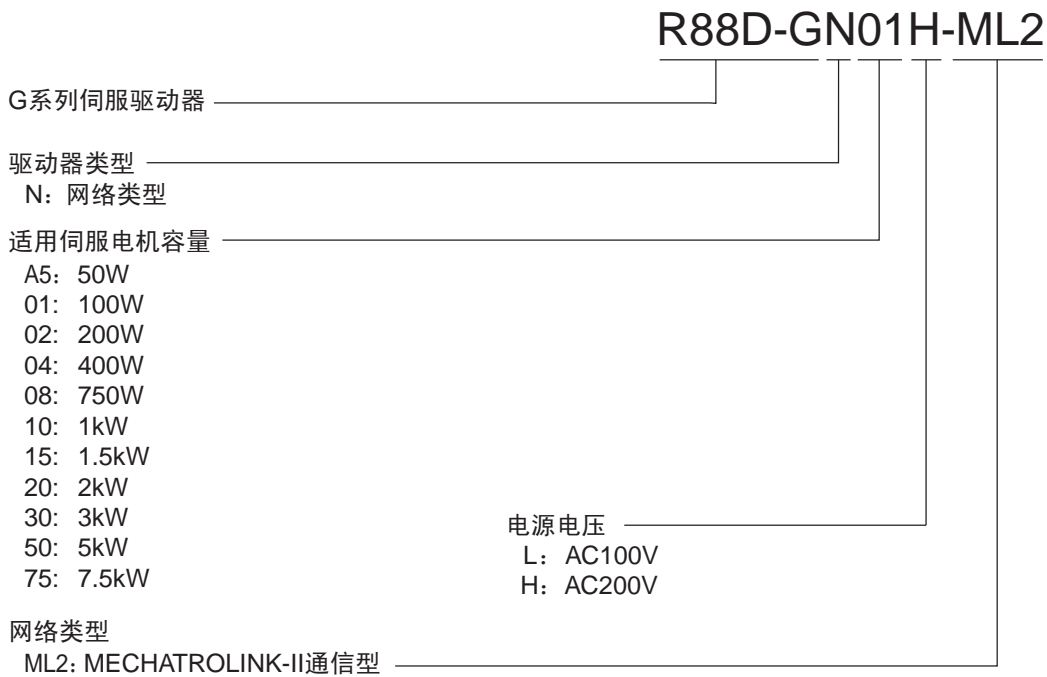 R88D-GN01H-ML2
G系列伺服驱动器
驱动器类型
N：网络类型
适用伺服电机容量
A5：50W
01: 100W
02: 200W
04: 400W
08: 750W
10: 1kW
15: 1.5kW
20: 2kW
30: 3kW
50: 5kW
75: 7.5kW
电源电压
L：AC100V
H：AC200V
网络类型
ML2：MECHATROLINK-II通信型